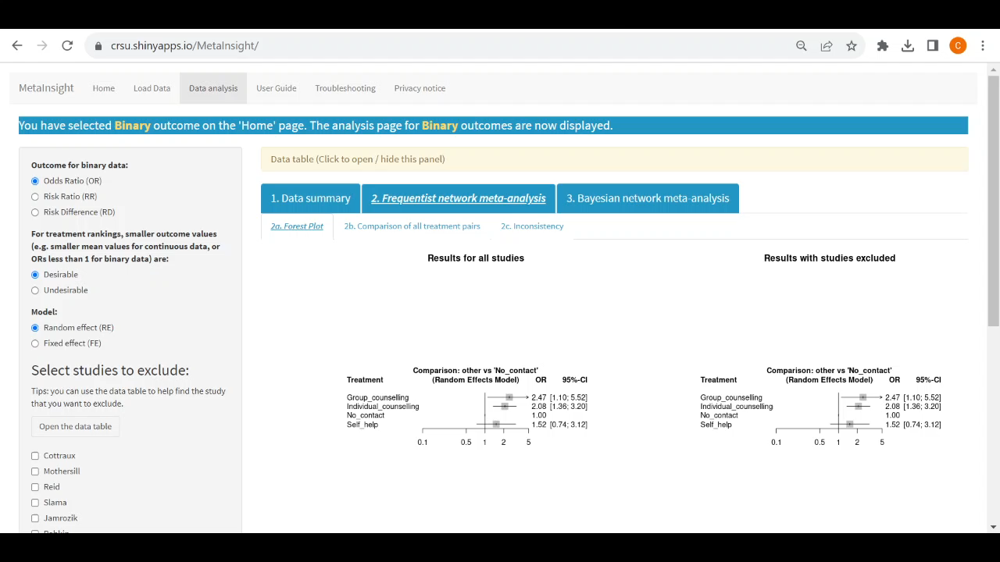 crsu.shinyapps.io/MetaInsight/
C
MetaInsight Home Load Data Data analysis User Guide Troubleshooting Privacy notice
You have selected Binary outcome on the 'Home' page. The analysis page for Binary outcomes are now displayed.
Outcome for binary data:
Odds Ratio (OR)
Risk Ratio (RR)
Risk Difference (RD)
For treatment rankings, smaller outcome values
(e.g. smaller mean values for continuous data, or
ORs less than 1 for binary data) are:
Desirable
Undesirable
Model:
Random effect (RE)
Fixed effect (FE)
Select studies to exclude:
Tips: you can use the data table to help find the study
that you want to exclude.
Open the data table
Cottraux
Mothersill
Reid
Slama
Jamrozik
Data table (Click to open / hide this panel)
1. Data summary 2. Frequentist network meta-analysis 3. Bayesian network meta-analysis
2a. Forest Plot 2b. Comparison of all treatment pairs 2c. Inconsistency
Results for all studies
Comparison: other vs 'No_contact'
Treatment (Random Effects Model) OR 95%-CI
Group_counselling 2.47 [1.10; 5.52]
Individual_counselling 2.08 [1.36; 3.20]
No_contact 1.00
Self_help 1.52 [0.74; 3.12]
0.1 0.5 1 2 5
Results with studies excluded
Comparison: other vs 'No_contact'
Treatment (Random Effects Model) OR 95%-CI
Group_counselling 2.47 [1.10; 5.52]
Individual_counselling 2.08 [1.36; 3.20]
No_contact 1.00
Self_help 1.52 [0.74; 3.12]
0.1 0.5 1 2 5